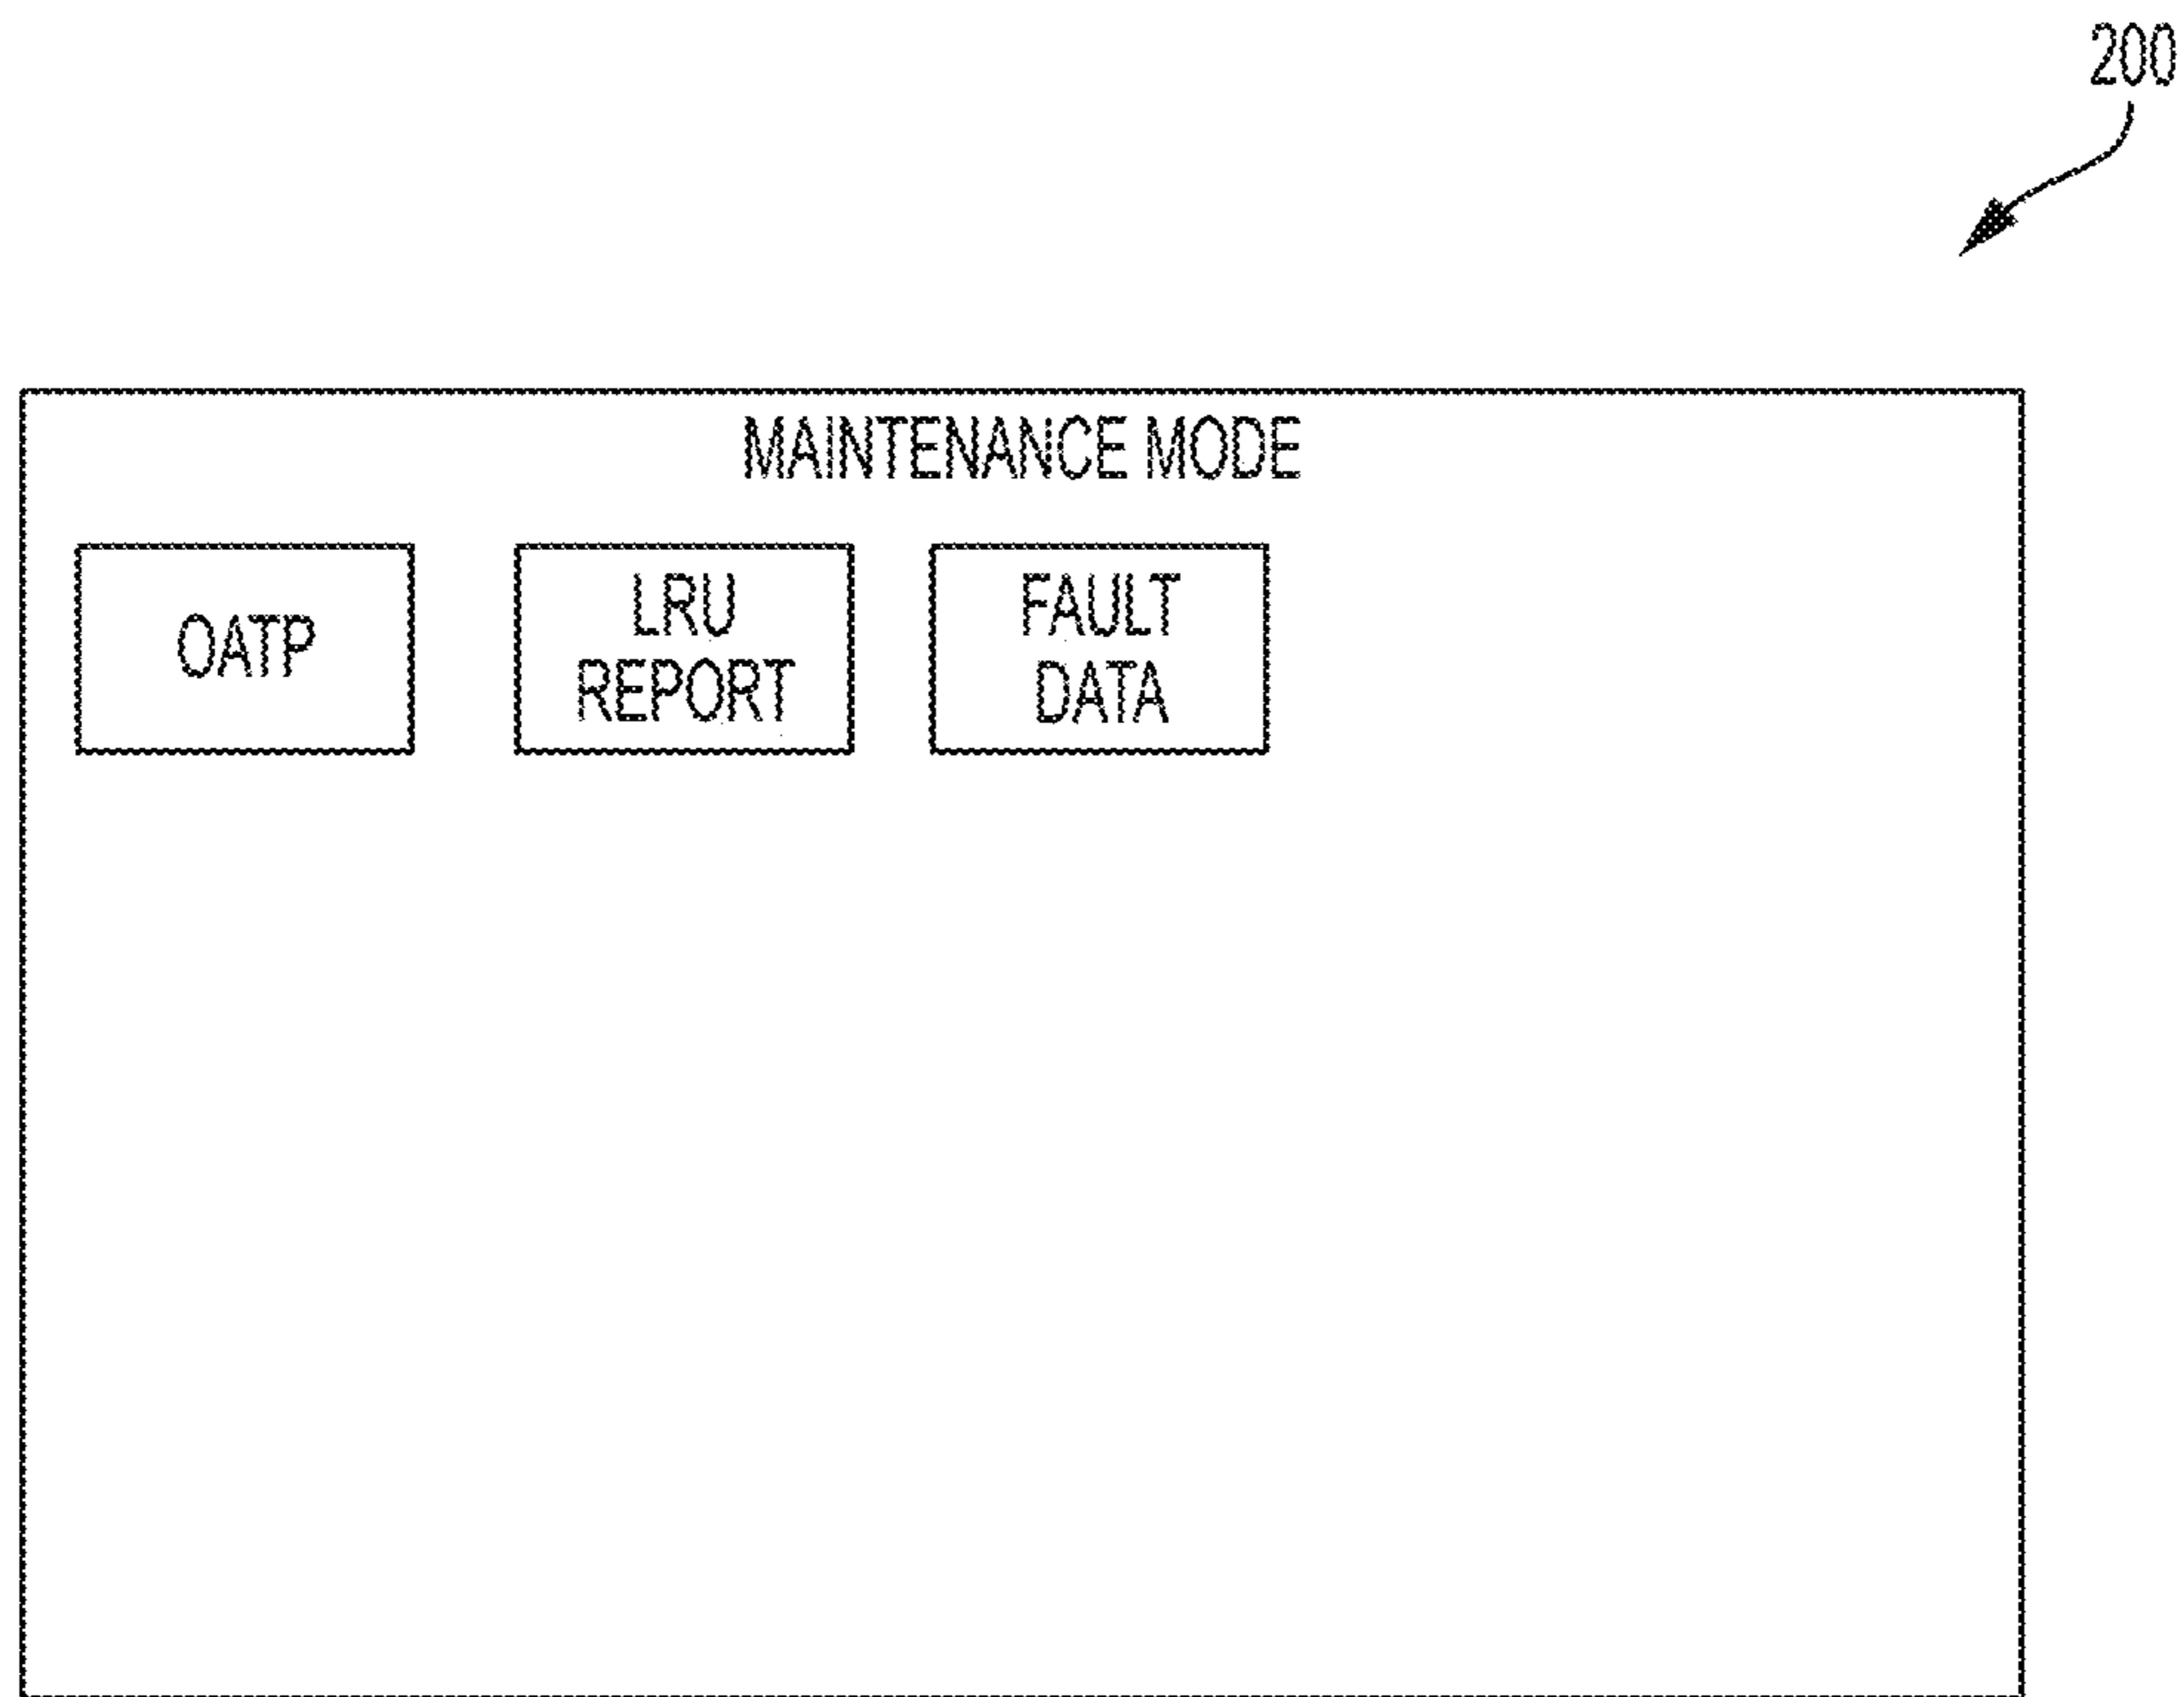 200
MAINTENANCE MODE
OATP
LRU
REPORT
FAULT
DATA